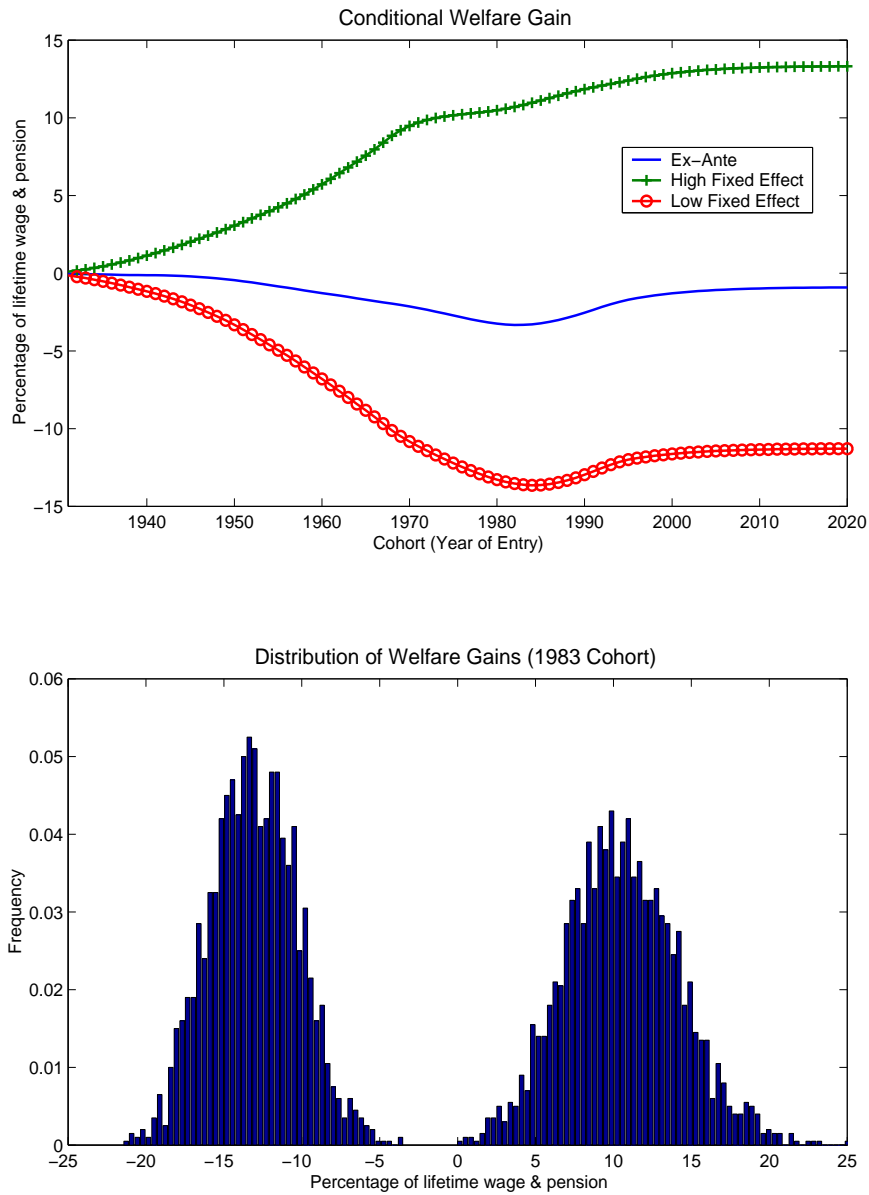 Conditional Welfare Gain
15
10
5
0
−5
−10
−15
Percentage of lifetime wage & pension
Ex−Ante
High Fixed Effect
Low Fixed Effect
1940 1950 1960 1970 1980 1990 2000 2010 2020
Cohort (Year of Entry)
Distribution of Welfare Gains (1983 Cohort)
0.06
0.05
0.04
0.03
0.02
0.01
0
Frequency
−25 −20 −15 −10 −5 0 5 10 15 20 25
Percentage of lifetime wage & pension